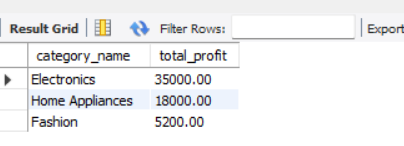 Result Grid Filter Rows: Export
category_name total_profit
Electronics 35000.00
Home Appliances 18000.00
Fashion 5200.00